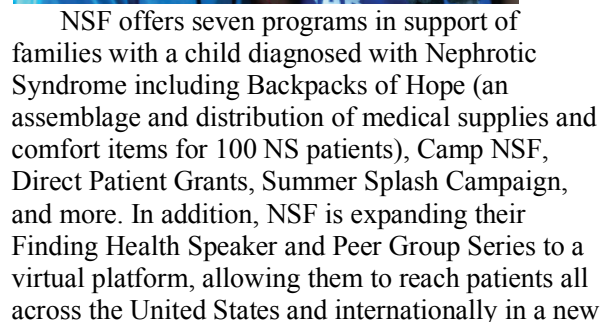 NSF offers seven programs in support of
families with a child diagnosed with Nephrotic
Syndrome including Backpacks of Hope (an
assemblage and distribution of medical supplies and
comfort items for 100 NS patients), Camp NSF,
Direct Patient Grants, Summer Splash Campaign,
and more. In addition, NSF is expanding their
Finding Health Speaker and Peer Group Series to a
virtual platform, allowing them to reach patients all
across the United States and internationally in a new